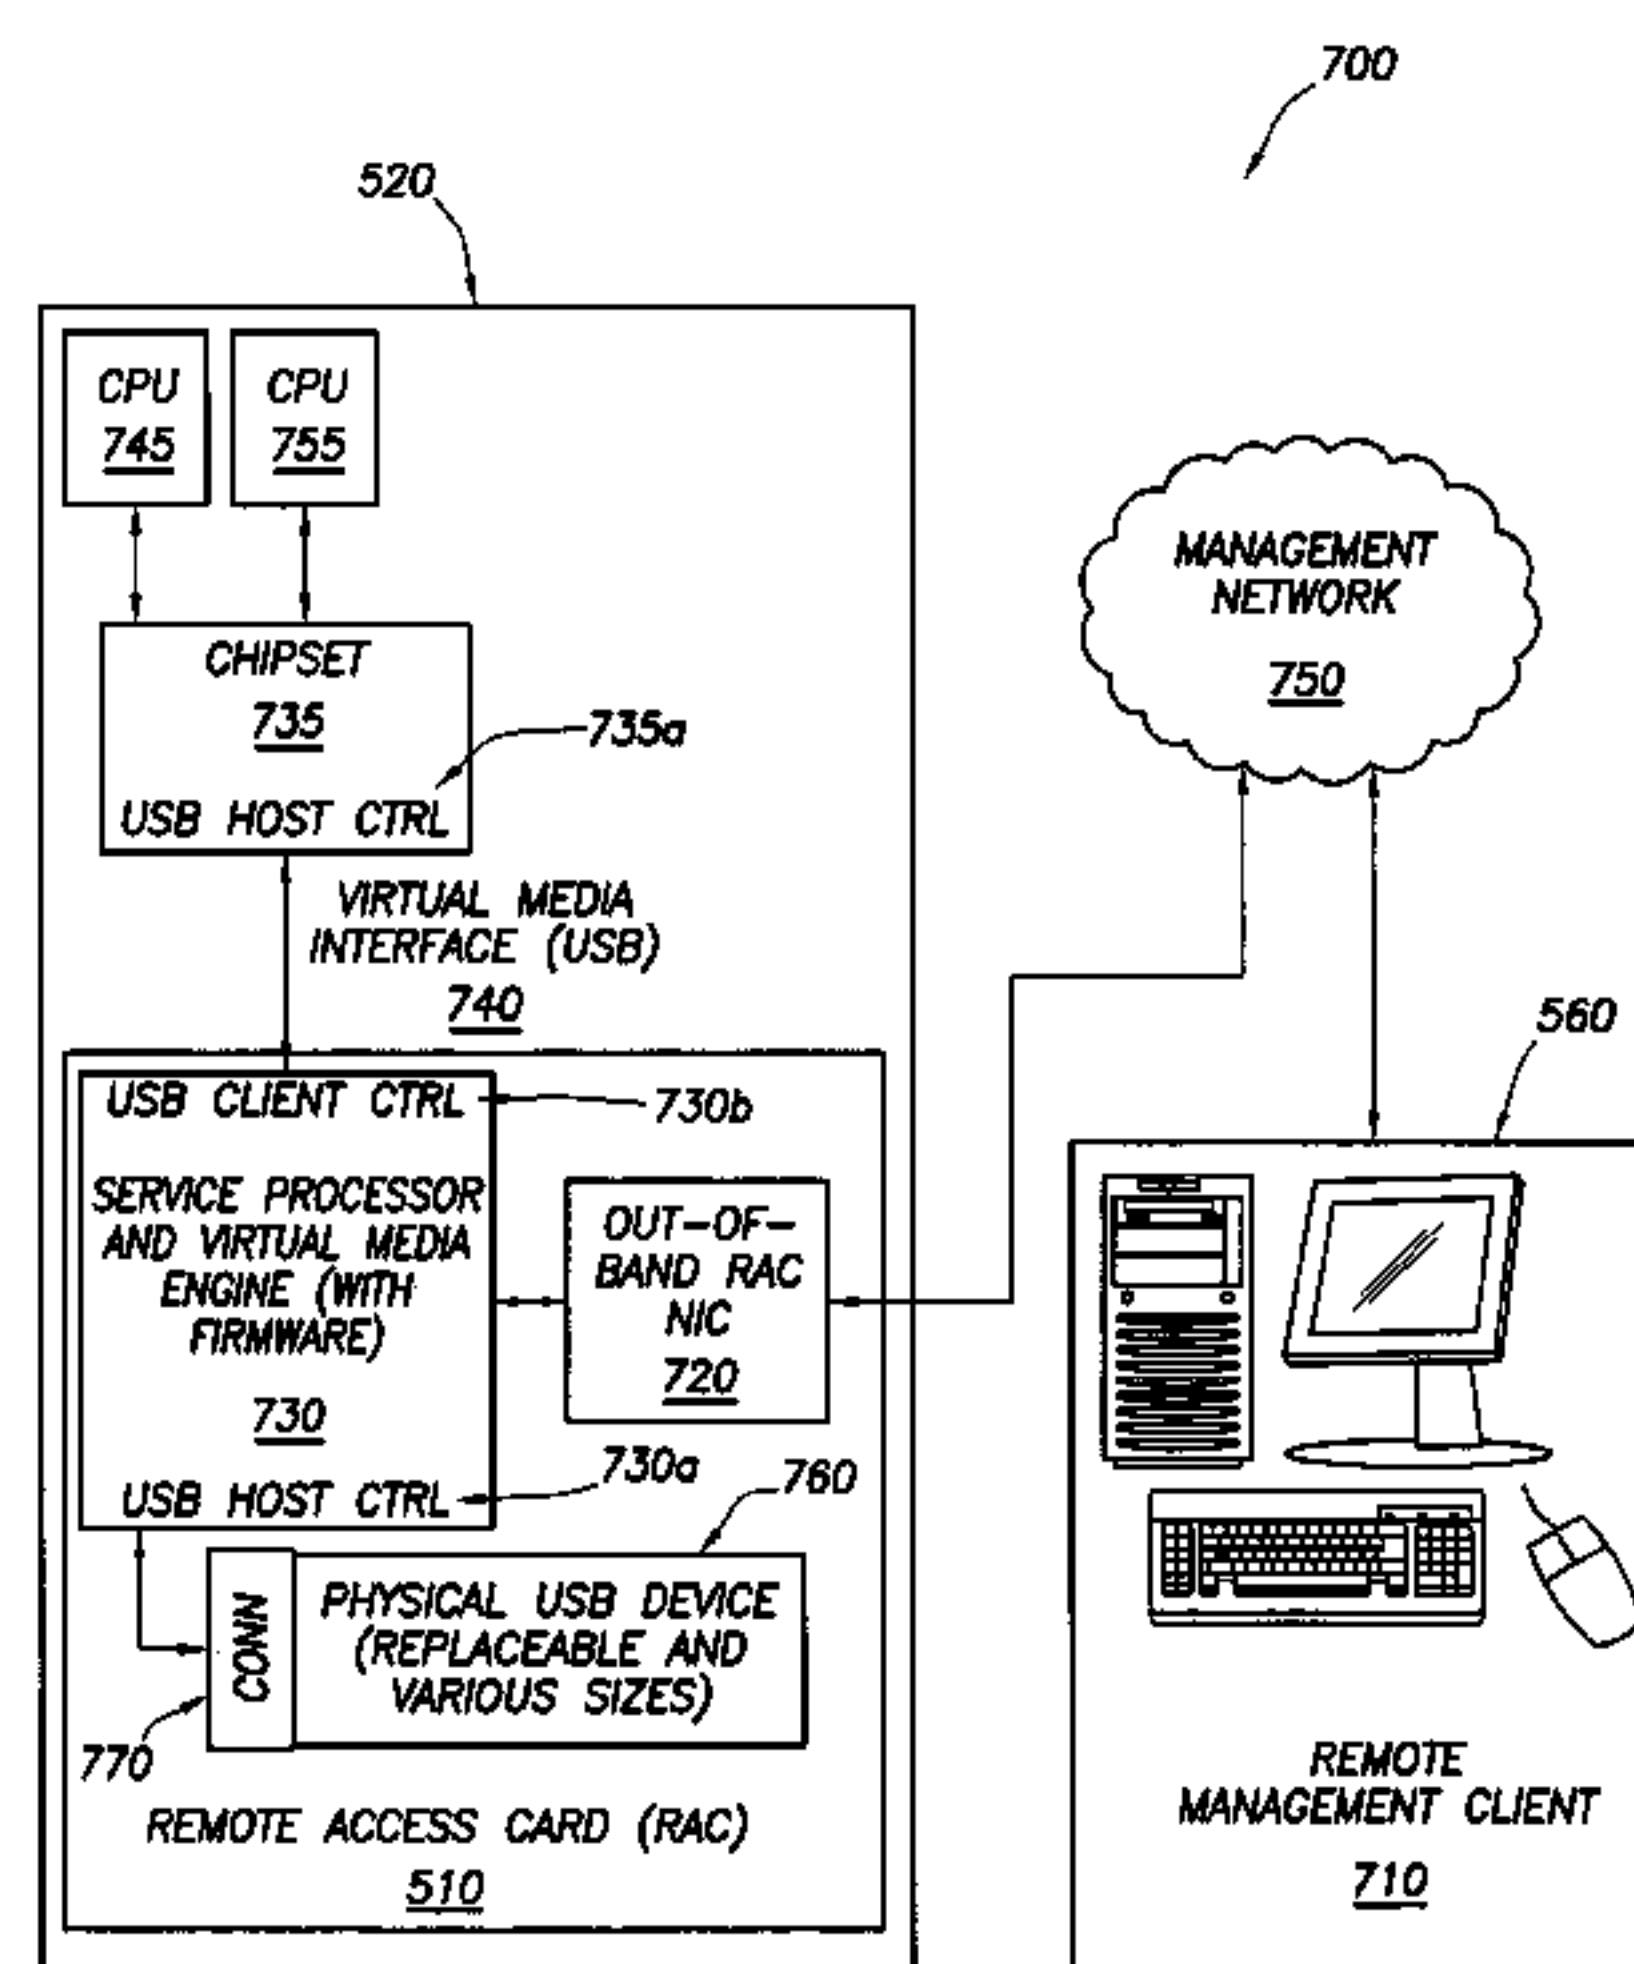 700
520
CPU
745
CPU
755
CHIPSET
735
735a
USB HOST CTRL
MANAGEMENT
NETWORK
750
VIRTUAL MEDIA
INTERFACE (USB)
740
560
USB CLIENT CTRL
730b
SERVICE PROCESSOR
AND VIRTUAL MEDIA
ENGINE (WITH
FIRMWARE)
730
OUT-OF-
BAND RAC
NIC
720
730a
USB HOST CTRL
760
CONN
PHYSICAL USB DEVICE
(REPLACEABLE AND
VARIOUS SIZES)
770
REMOTE ACCESS CARD (RAC)
510
REMOTE
MANAGEMENT CLIENT
710